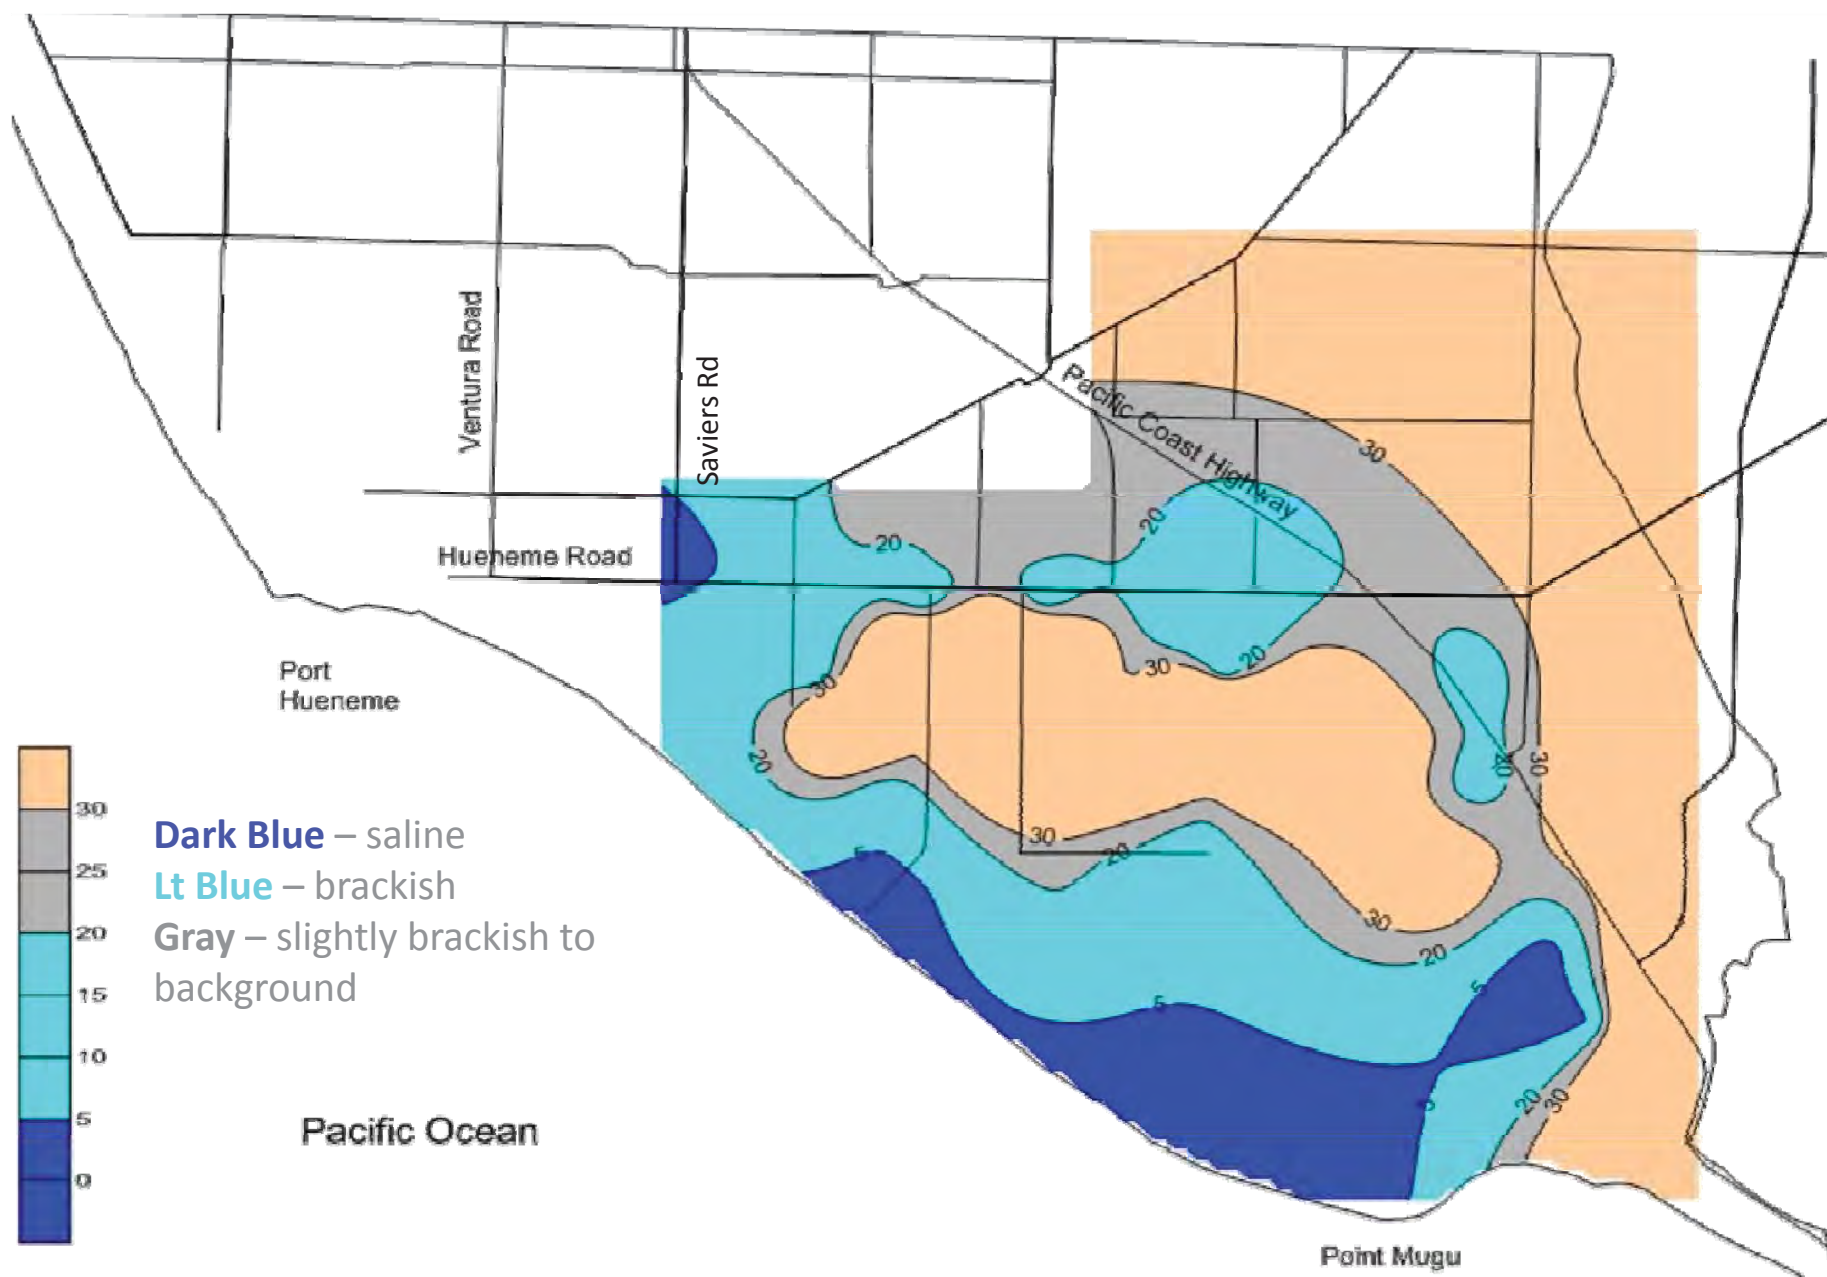 Ventura Road
Saviers Rd
Pacific Coast Highway
30
20
20
Hueneme Road
30
20
Port
Hueneme
30
20
20
30
30
20
5
30
20
5
5
5
20
30
30
25
20
15
10
5
0
Dark Blue – saline
Lt Blue – brackish
Gray – slightly brackish to
background
Pacific Ocean
Point Mugu